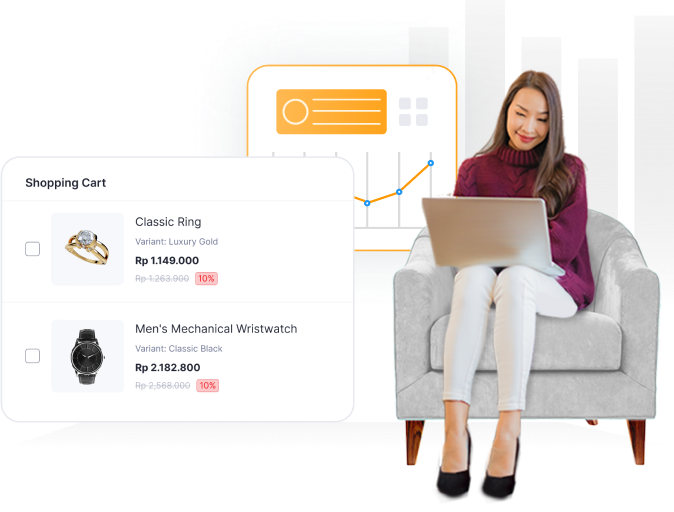 Shopping Cart
Classic Ring
Variant: Luxury Gold
Rp 1.149.000
Rp 1.263.900 10%
Men's Mechanical Wristwatch
Variant: Classic Black
Rp 2.182.800
Rp 2,568.000 10%